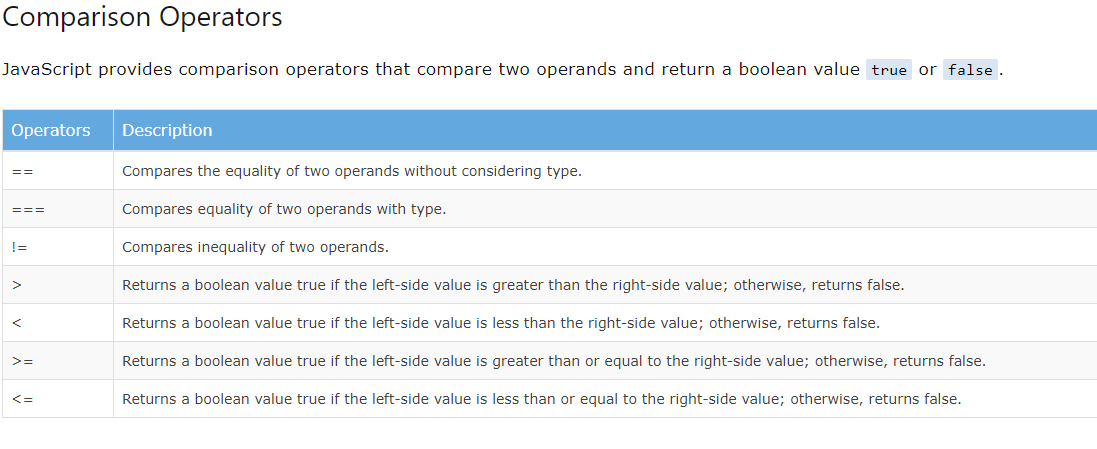 Comparison Operators
JavaScript provides comparison operators that compare two operands and return a boolean value true or false.
Operators Description
== Compares the equality of two operands without considering type.
=== Compares equality of two operands with type.
!= Compares inequality of two operands.
> Returns a boolean value true if the left-side value is greater than the right-side value; otherwise, returns false.
< Returns a boolean value true if the left-side value is less than the right-side value; otherwise, returns false.
>= Returns a boolean value true if the left-side value is greater than or equal to the right-side value; otherwise, returns false.
<= Returns a boolean value true if the left-side value is less than or equal to the right-side value; otherwise, returns false.